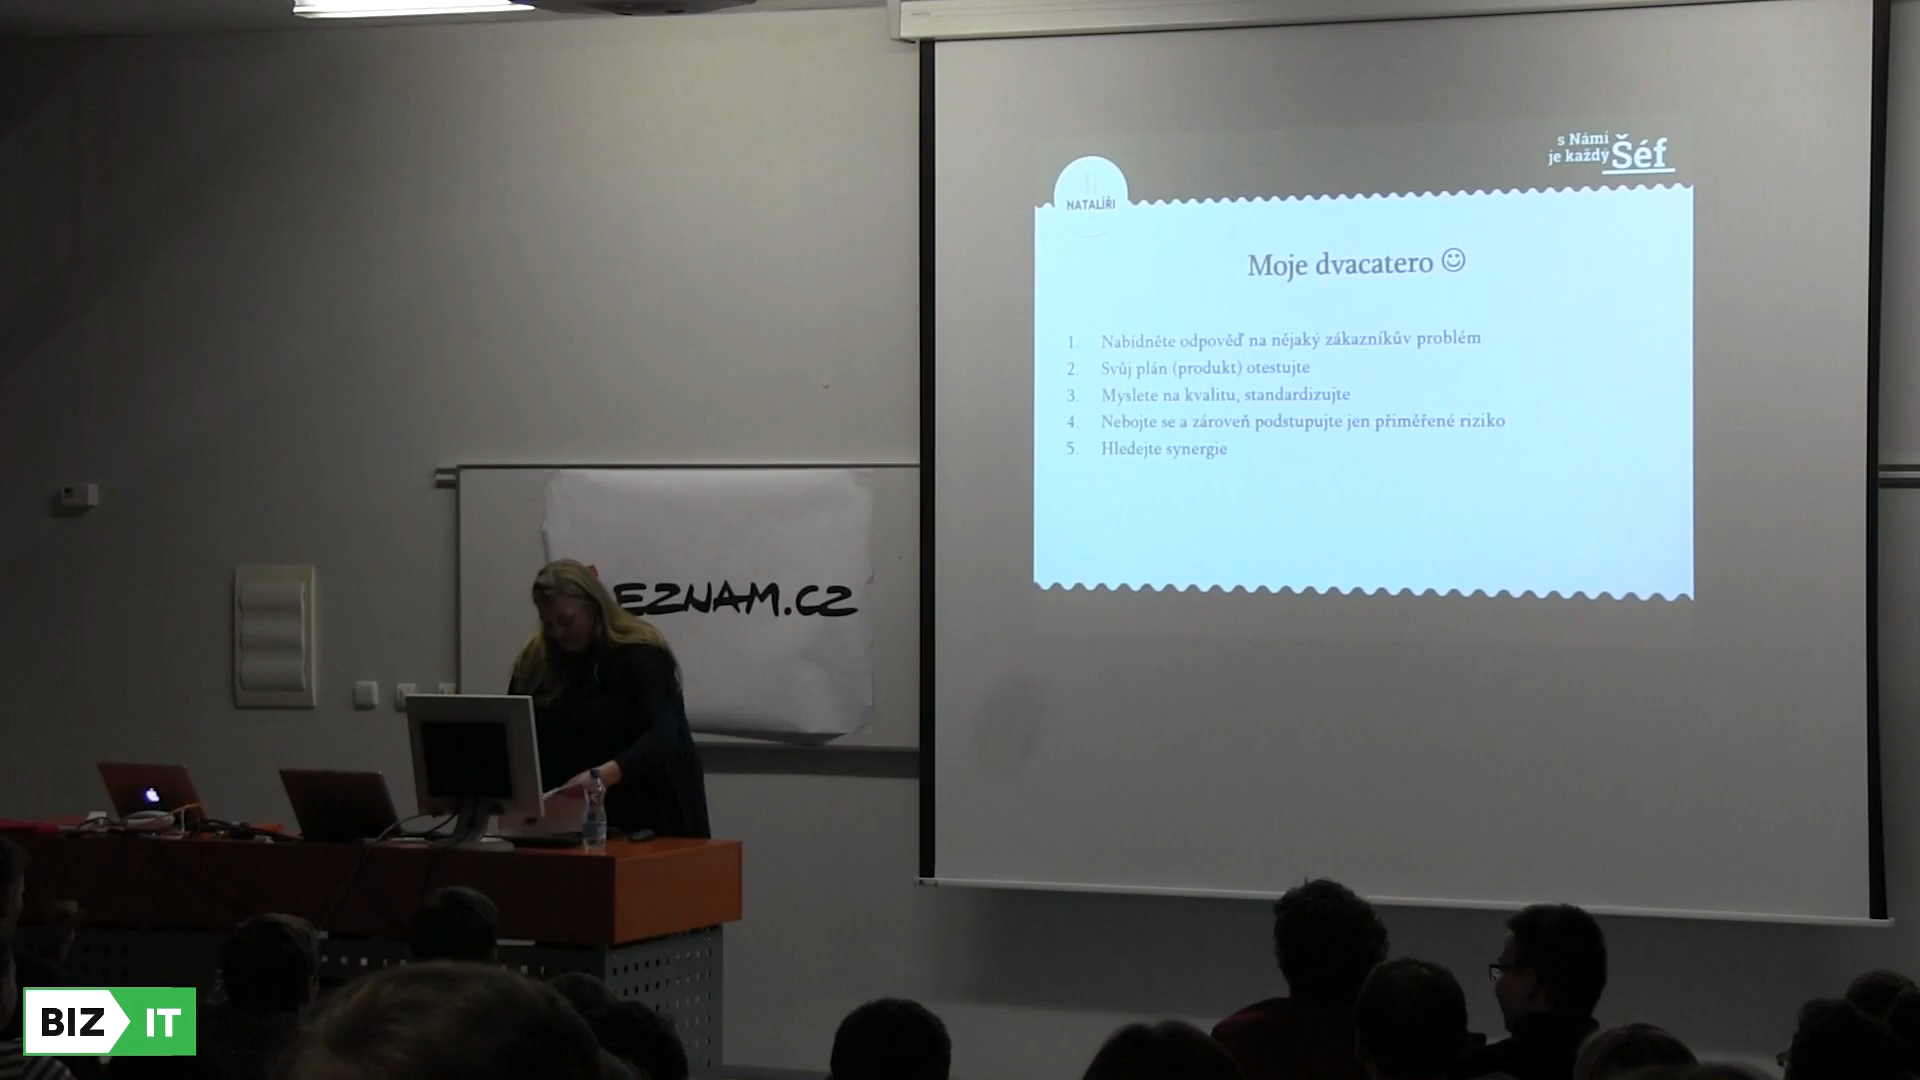 s Námi
je každý Šéf
NATALÍŘI
Moje dvacatero ☺
1. Nabídněte odpověď na nějaký zákazníkův problém
2. Svůj plán (produkt) otestujte
3. Myslete na kvalitu, standardizujte
4. Nebojte se a zároveň podstupujte jen přiměřené riziko
5. Hledejte synergie
EZNAM.CZ
BIZ IT